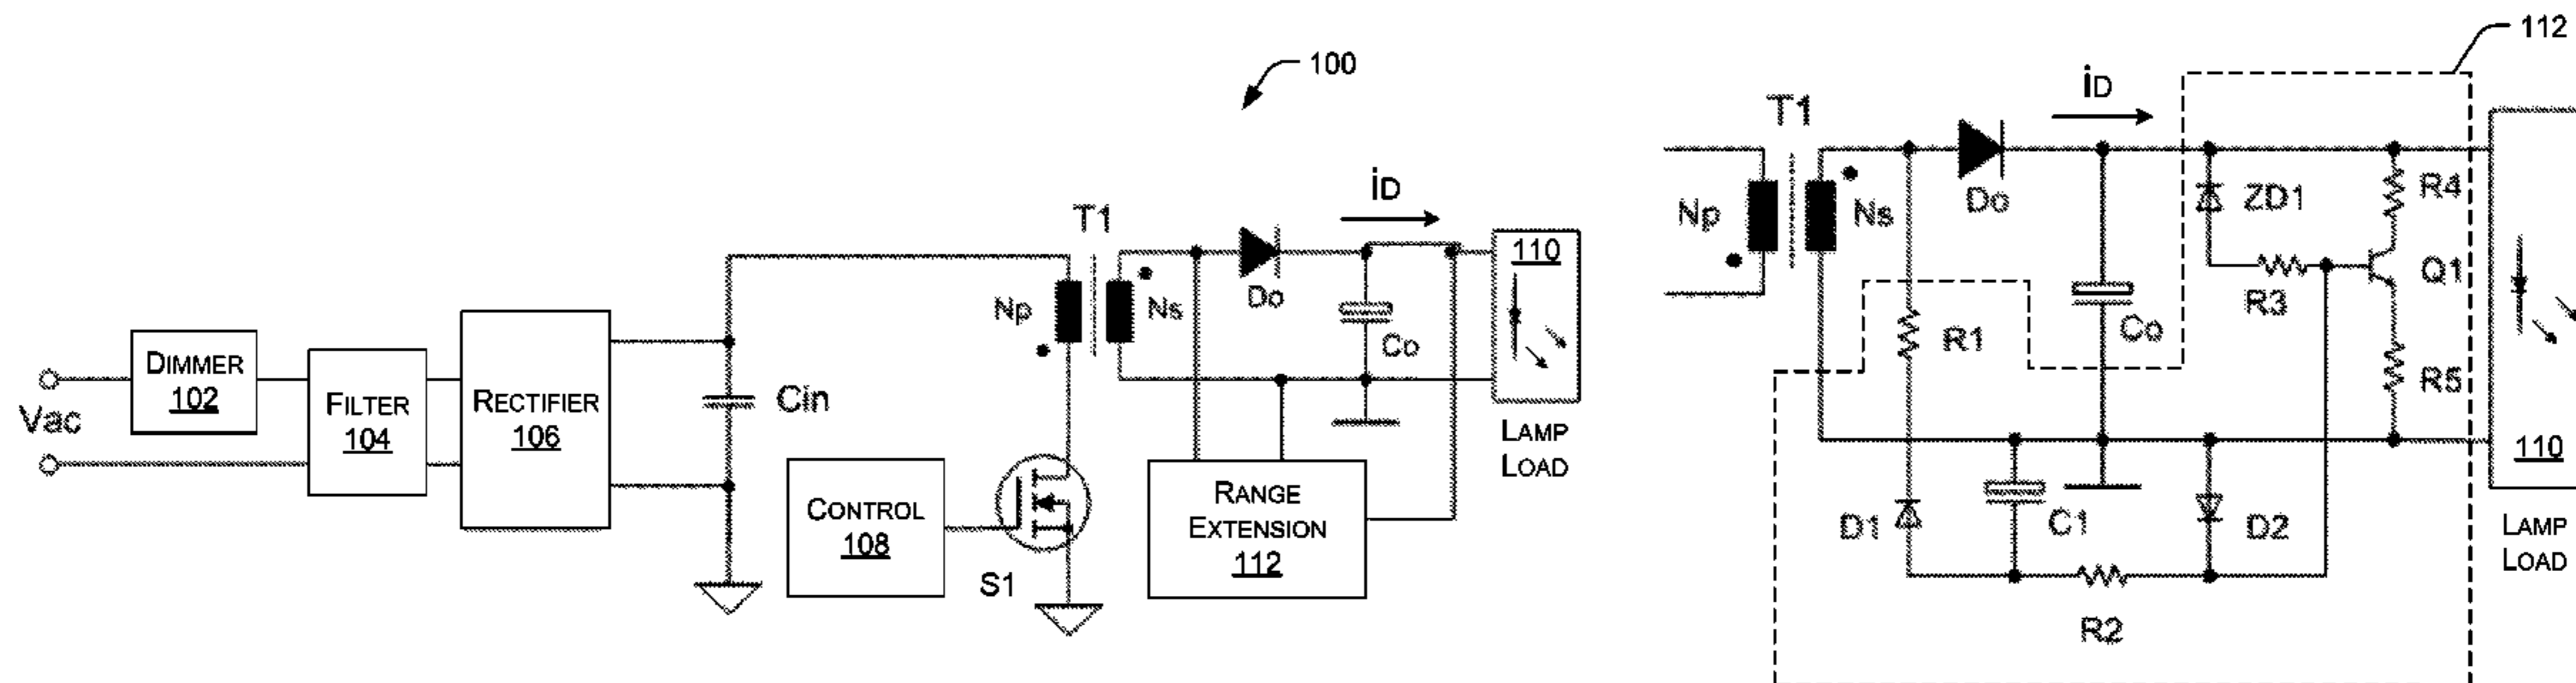 100
T1
iD
Np
Ns
Do
Co
110
LAMP
LOAD
Vac
DIMMER
102
FILTER
104
RECTIFIER
106
Cin
CONTROL
108
S1
RANGE
EXTENSION
112
112
T1
iD
Np
Ns
Do
ZD1
R4
R3
Q1
R1
Co
R5
D1
C1
D2
R2
110
LAMP
LOAD